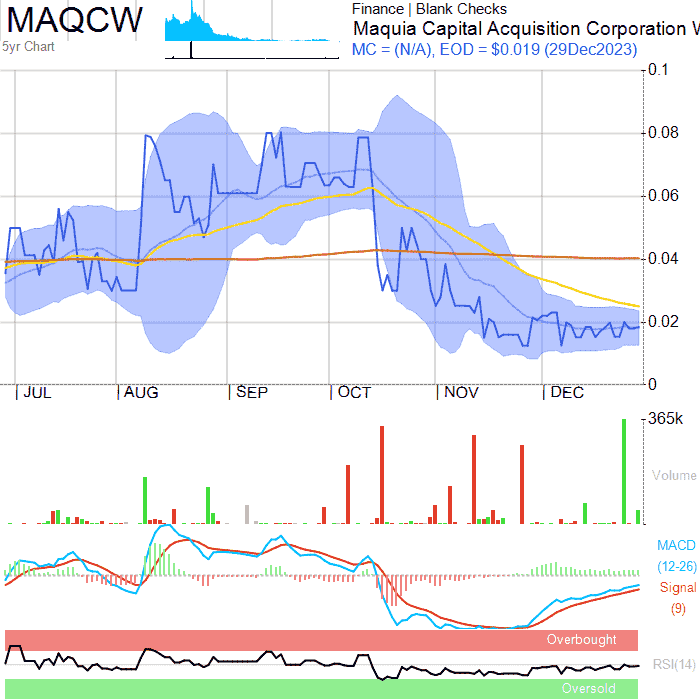 MAQCW
5yr Chart
Finance | Blank Checks
Maquia Capital Acquisition Corporation W
MC = (N/A), EOD = $0.019 (29Dec2023)
0.1
0.08
0.06
0.04
0.02
0
JUL AUG SEP OCT NOV DEC
365k
Volume
MACD
(12-26)
Signal
(9)
Overbought
RSI(14)
Oversold